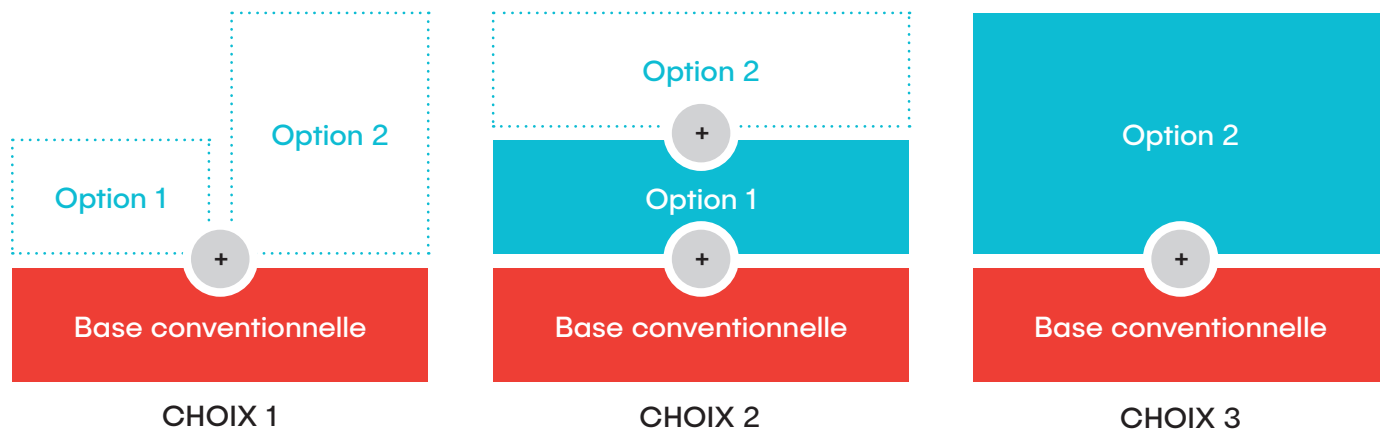 Option 1
Option 2
+
Base conventionnelle
CHOIX 1
Option 2
+
Option 1
+
Base conventionnelle
CHOIX 2
Option 2
+
Base conventionnelle
CHOIX 3